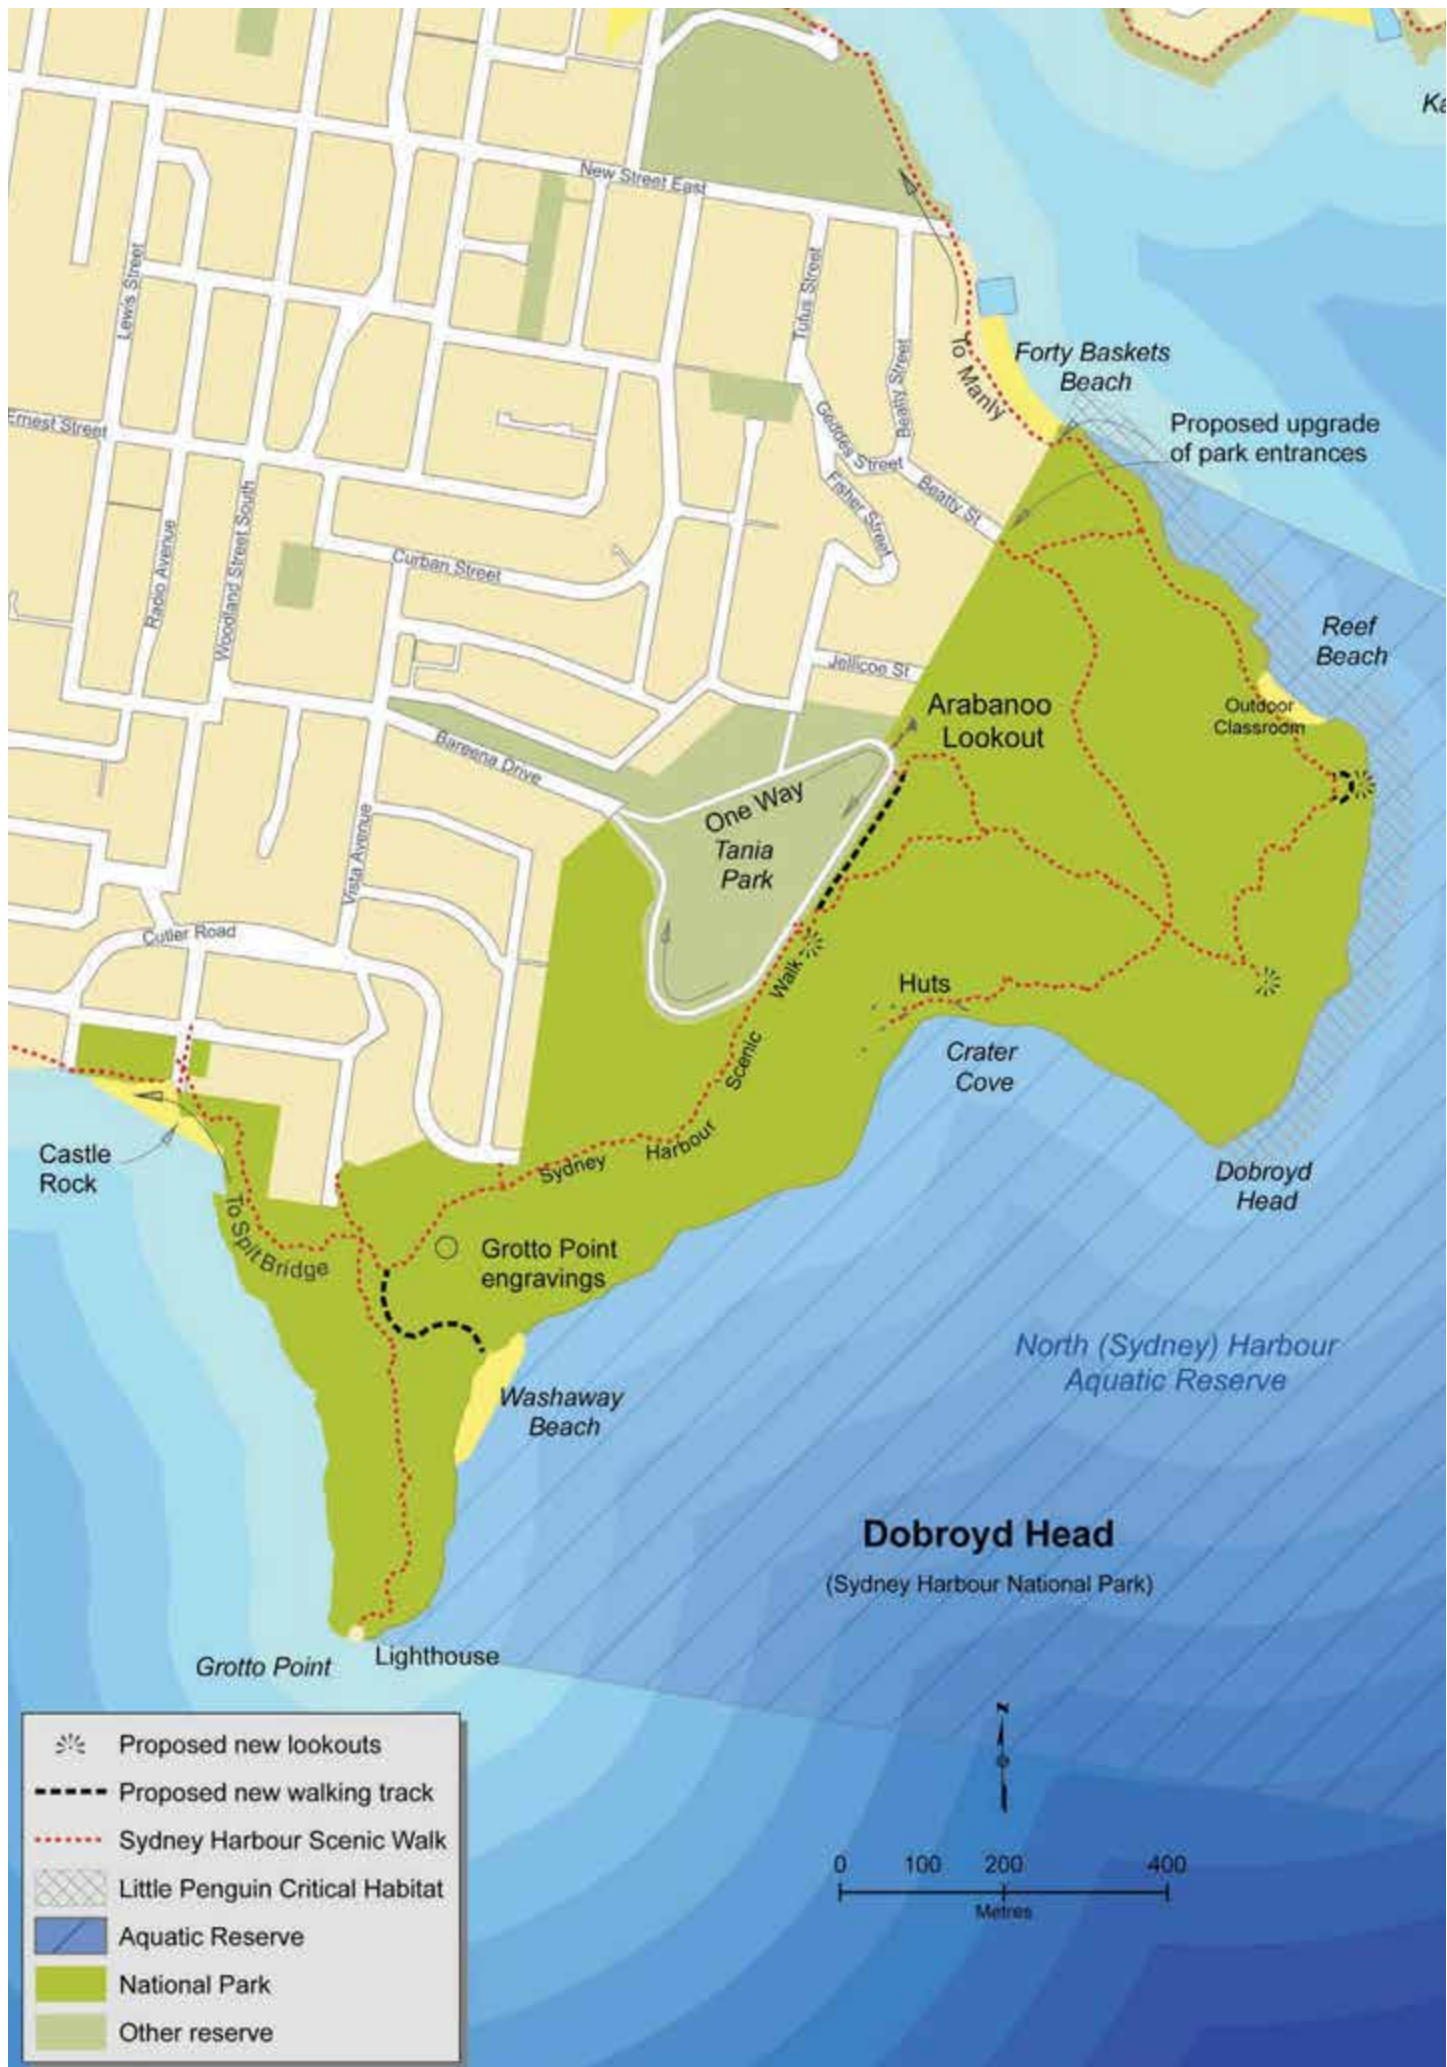 Ka
New Street East
Lewis Street
Tufus Street
Beatty Street
To Manly
Forty Baskets
Beach
Ernest Street
Geddes Street
Proposed upgrade
of park entrances
Beatty St
Fisher Street
Radio Avenue
Woodland Street South
Curban Street
Reef
Beach
Jellicoe St
Arabanoo
Lookout
Outdoor
Classroom
Bareena Drive
One Way
Tania
Park
Vista Avenue
Cutler Road
Huts
Crater
Cove
Castle
Rock
Sydney Harbour Scenic Walk
Dobroyd
Head
To Spit Bridge
Grotto Point
engravings
North (Sydney) Harbour
Aquatic Reserve
Washaway
Beach
Dobroyd Head
(Sydney Harbour National Park)
Grotto Point
Lighthouse
Proposed new lookouts
Proposed new walking track
Sydney Harbour Scenic Walk
Little Penguin Critical Habitat
Aquatic Reserve
National Park
Other reserve
N
0 100 200 400
Metres